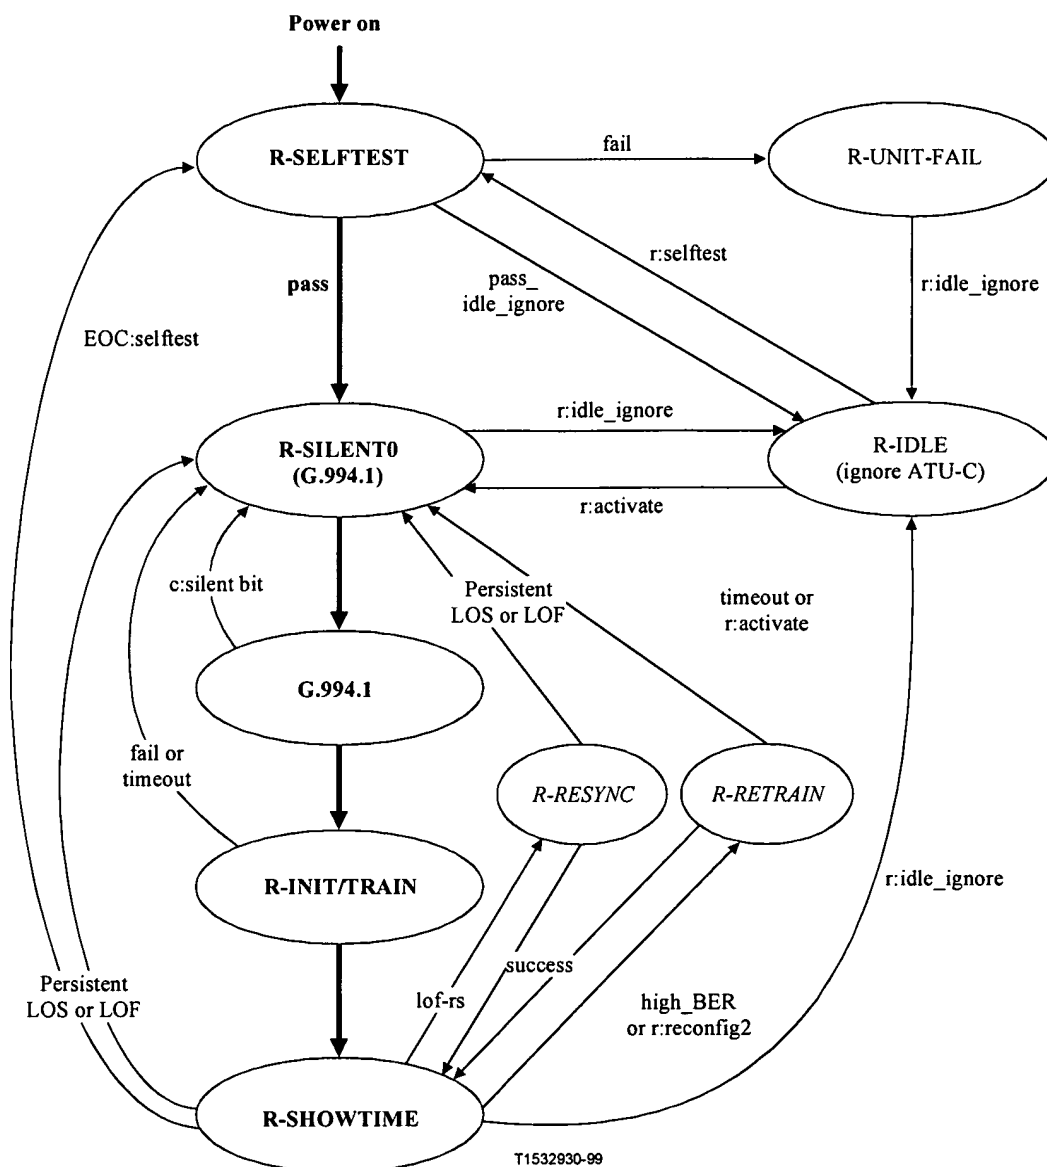 Power on
R-SELFTEST
fail
R-UNIT-FAIL
r:selftest
pass
pass_
idle_ignore
r:idle_ignore
EOC:selftest
R-SILENT0
(G.994.1)
r:idle_ignore
r:activate
R-IDLE
(ignore ATU-C)
c:silent bit
Persistent
LOS or LOF
timeout or
r:activate
G.994.1
fail or
timeout
R-RESYNC
R-RETRAIN
R-INIT/TRAIN
r:idle_ignore
Persistent
LOS or LOF
lof-rs
success
high_BER
or r:reconfig2
R-SHOWTIME
T1532930-99